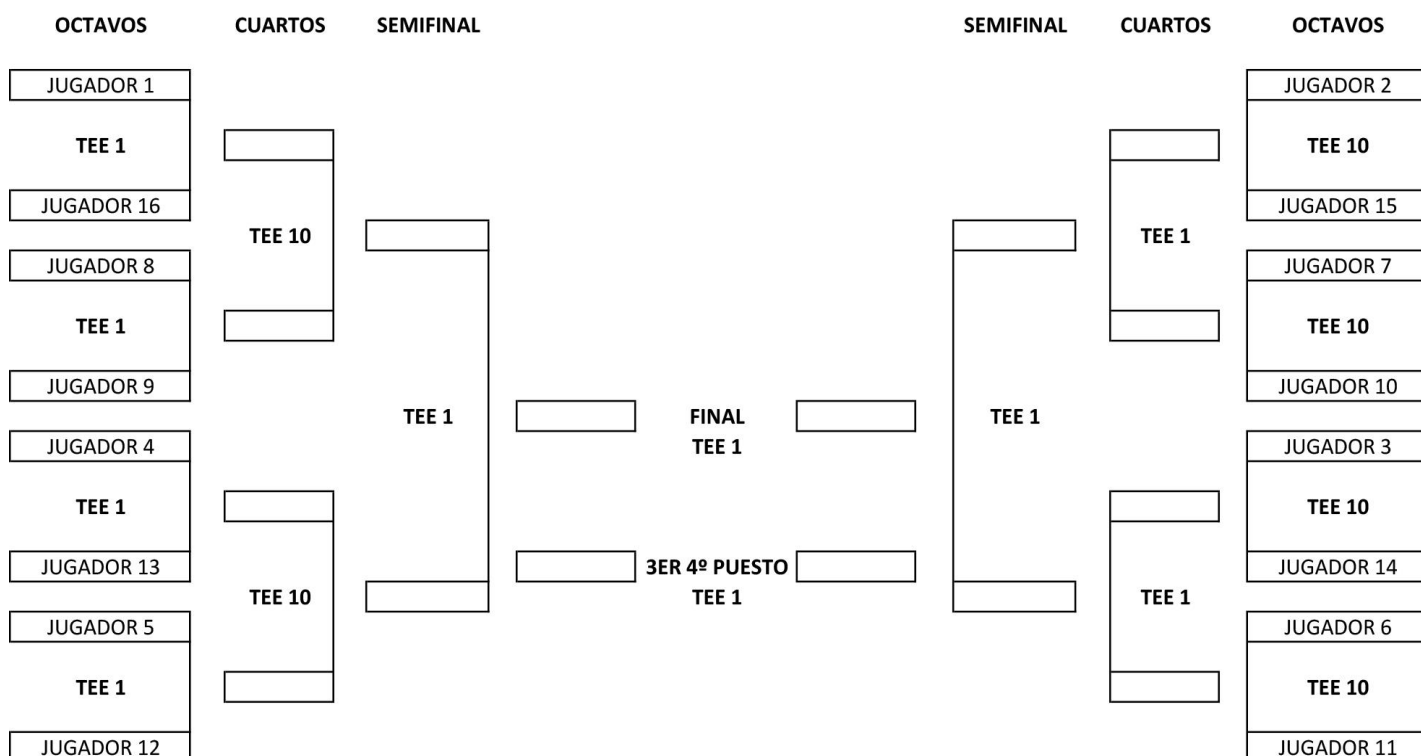 OCTAVOS CUARTOS SEMIFINAL SEMIFINAL CUARTOS OCTAVOS
JUGADOR 1 JUGADOR 2
TEE 1 TEE 10
JUGADOR 16 JUGADOR 15
TEE 10 TEE 1
JUGADOR 8 JUGADOR 7
TEE 1 TEE 10
JUGADOR 9 JUGADOR 10
TEE 1 FINAL TEE 1
JUGADOR 4 TEE 1 JUGADOR 3
TEE 1 TEE 10
JUGADOR 13 3ER 4º PUESTO JUGADOR 14
TEE 10 TEE 1 TEE 1
JUGADOR 5 JUGADOR 6
TEE 1 TEE 10
JUGADOR 12 JUGADOR 11